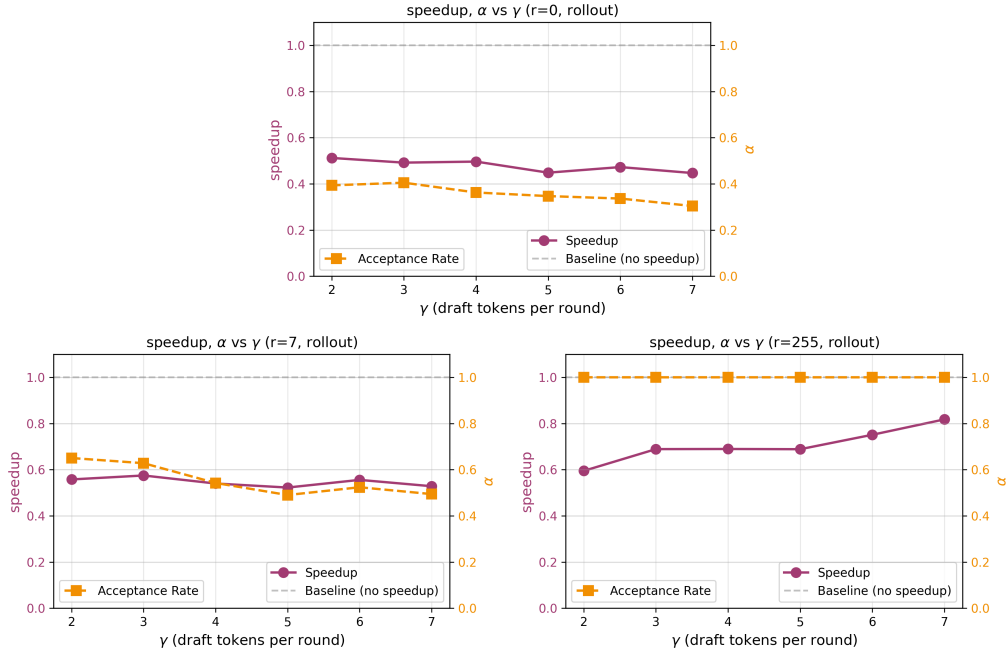 speedup, α vs γ (r=0, rollout)
speedup
1.0
0.8
0.6
0.4
0.2
0.0
1.0
0.8
0.6
0.4
0.2
0.0
α
Acceptance Rate
Speedup
Baseline (no speedup)
2 3 4 5 6 7
γ (draft tokens per round)
speedup, α vs γ (r=7, rollout)
speedup
1.0
0.8
0.6
0.4
0.2
0.0
1.0
0.8
0.6
0.4
0.2
0.0
α
Acceptance Rate
Speedup
Baseline (no speedup)
2 3 4 5 6 7
γ (draft tokens per round)
speedup, α vs γ (r=255, rollout)
speedup
1.0
0.8
0.6
0.4
0.2
0.0
1.0
0.8
0.6
0.4
0.2
0.0
α
Acceptance Rate
Speedup
Baseline (no speedup)
2 3 4 5 6 7
γ (draft tokens per round)